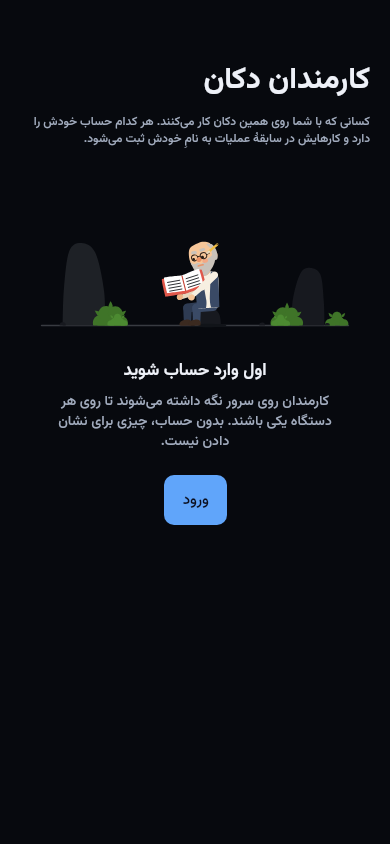 کارمندان دکان
کسانی که با شما روی همین دکان کار می‌کنند. هر کدام حساب خودش را
دارد و کارهایش در سابقهٔ عملیات به نامِ خودش ثبت می‌شود.
اول وارد حساب شوید
کارمندان روی سرور نگه داشته می‌شوند تا روی هر
دستگاه یکی باشند. بدون حساب، چیزی برای نشان
دادن نیست.
ورود